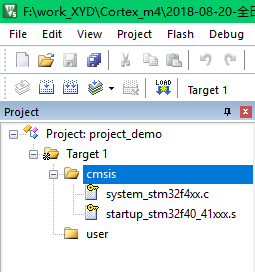 F:\work_XYD\Cortex_m4\2018-08-20-全
File Edit View Project Flash Debug
Target 1
Project
Project: project_demo
Target 1
cmsis
system_stm32f4xx.c
startup_stm32f40_41xxx.s
user